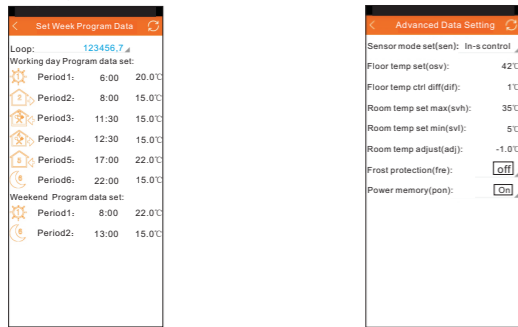 Set Week Program Data
Loop: 123456,7
Working day Program data set:
Period1: 6:00 20.0℃
Period2: 8:00 15.0℃
Period3: 11:30 15.0℃
Period4: 12:30 15.0℃
Period5: 17:00 22.0℃
Period6: 22:00 15.0℃
Weekend Program data set:
Period1: 8:00 22.0℃
Period2: 13:00 15.0℃
Advanced Data Setting
Sensor mode set(sen): In-s control
Floor temp set(osv): 42℃
Floor temp ctrl diff(dif): 1℃
Room temp set max(svh): 35℃
Room temp set min(svl): 5℃
Room temp adjust(adj): -1.0℃
Frost protection(fre): off
Power memory(pon): On